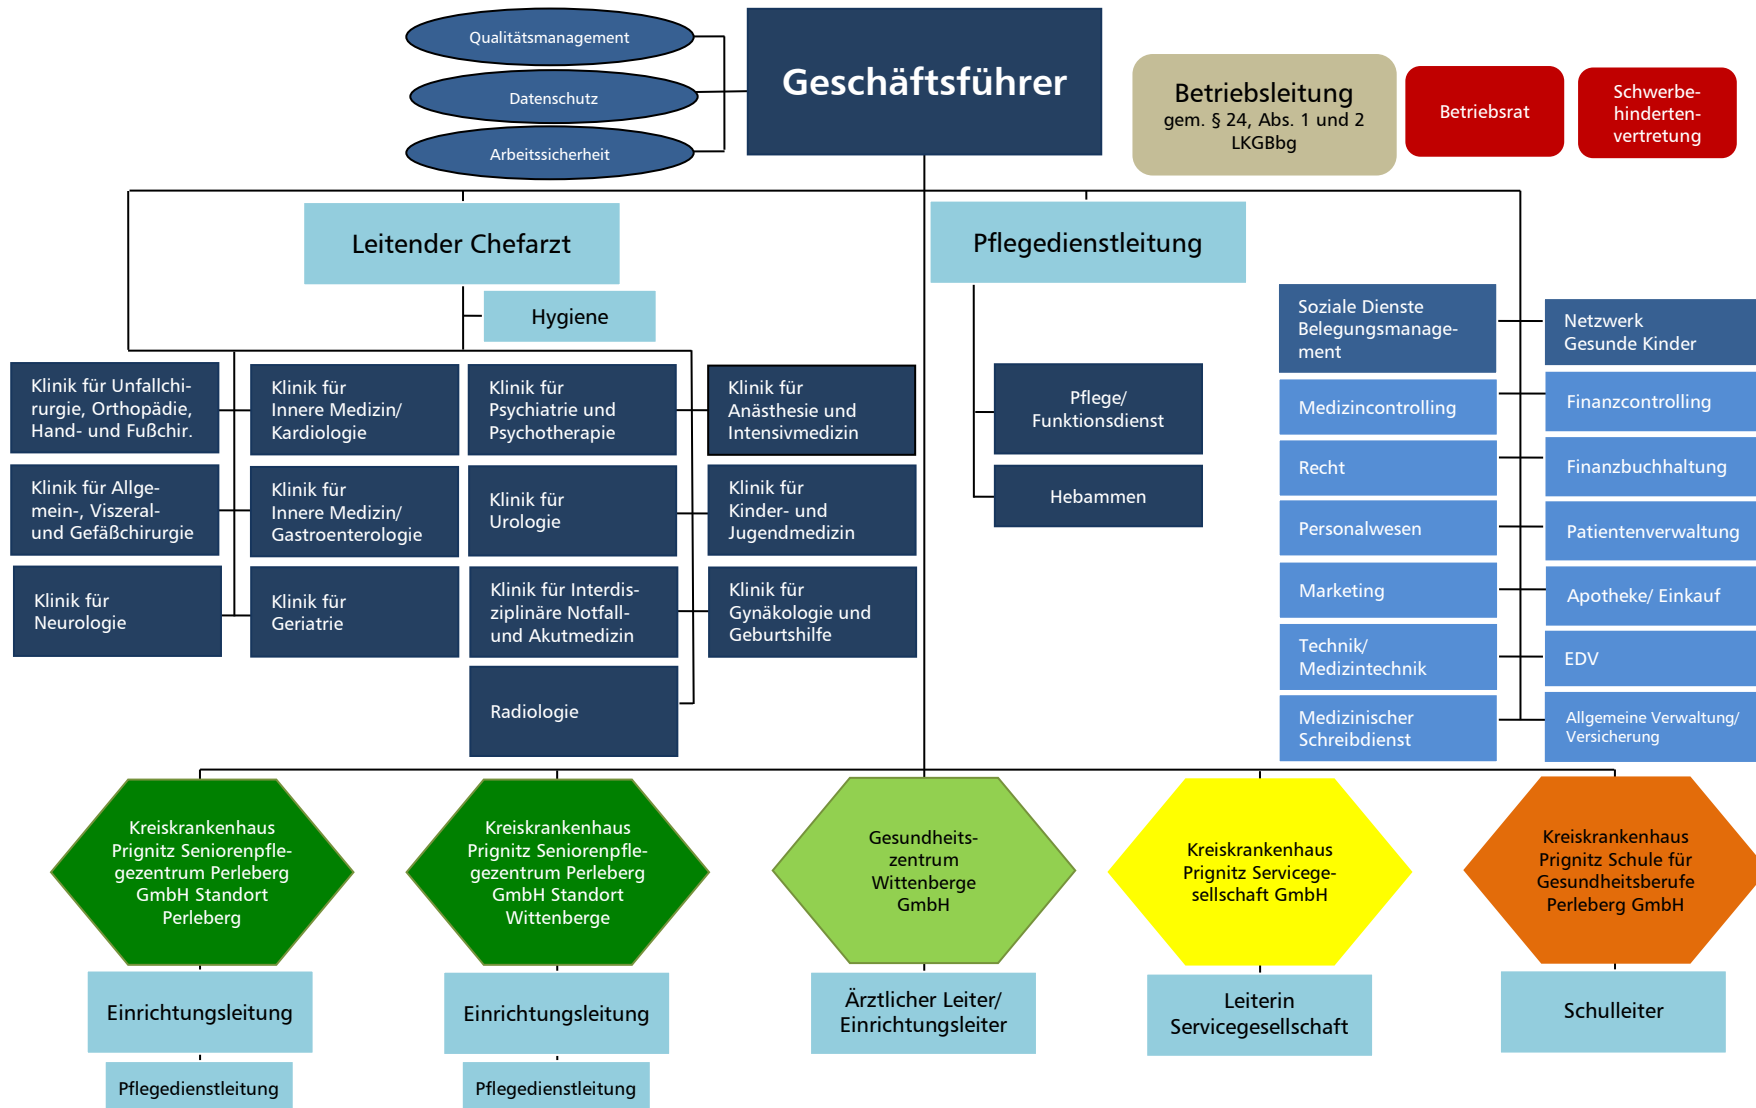 Qualitätsmanagement
Datenschutz
Arbeitssicherheit
Geschäftsführer
Betriebsleitung
gem. § 24, Abs. 1 und 2
LKGBbg
Betriebsrat
Schwerbe-
hinderten-
vertretung
Leitender Chefarzt
Hygiene
Pflegedienstleitung
Klinik für Unfallchi-
rurgie, Orthopädie,
Hand- und Fußchir.
Klinik für
Innere Medizin/
Kardiologie
Klinik für
Psychiatrie und
Psychotherapie
Klinik für
Anästhesie und
Intensivmedizin
Klinik für Allge-
mein-, Viszeral-
und Gefäßchirurgie
Klinik für
Innere Medizin/
Gastroenterologie
Klinik für
Urologie
Klinik für
Kinder- und
Jugendmedizin
Klinik für
Neurologie
Klinik für
Geriatrie
Klinik für Interdis-
ziplinäre Notfall-
und Akutmedizin
Klinik für
Gynäkologie und
Geburtshilfe
Radiologie
Pflege/
Funktionsdienst
Hebammen
Soziale Dienste
Belegungsmanage-
ment
Netzwerk
Gesunde Kinder
Medizincontrolling
Finanzcontrolling
Recht
Finanzbuchhaltung
Personalwesen
Patientenverwaltung
Marketing
Apotheke/ Einkauf
Technik/
Medizintechnik
EDV
Medizinischer
Schreibdienst
Allgemeine Verwaltung/
Versicherung
Kreiskrankenhaus
Prignitz Seniorenpfle-
gezentrum Perleberg
GmbH Standort
Perleberg
Kreiskrankenhaus
Prignitz Seniorenpfle-
gezentrum Perleberg
GmbH Standort
Wittenberge
Gesundheits-
zentrum
Wittenberge
GmbH
Kreiskrankenhaus
Prignitz Servicege-
sellschaft GmbH
Kreiskrankenhaus
Prignitz Schule für
Gesundheitsberufe
Perleberg GmbH
Einrichtungsleitung
Einrichtungsleitung
Ärztlicher Leiter/
Einrichtungsleiter
Leiterin
Servicegesellschaft
Schulleiter
Pflegedienstleitung
Pflegedienstleitung